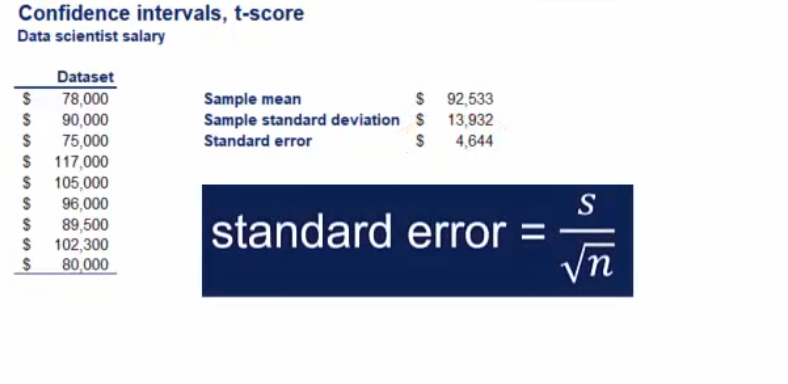 Confidence intervals, t-score
Data scientist salary
Dataset
$ 78,000
$ 90,000
$ 75,000
$ 117,000
$ 105,000
$ 96,000
$ 89,500
$ 102,300
$ 80,000
Sample mean $ 92,533
Sample standard deviation $ 13,932
Standard error $ 4,644
standard error = s/√n